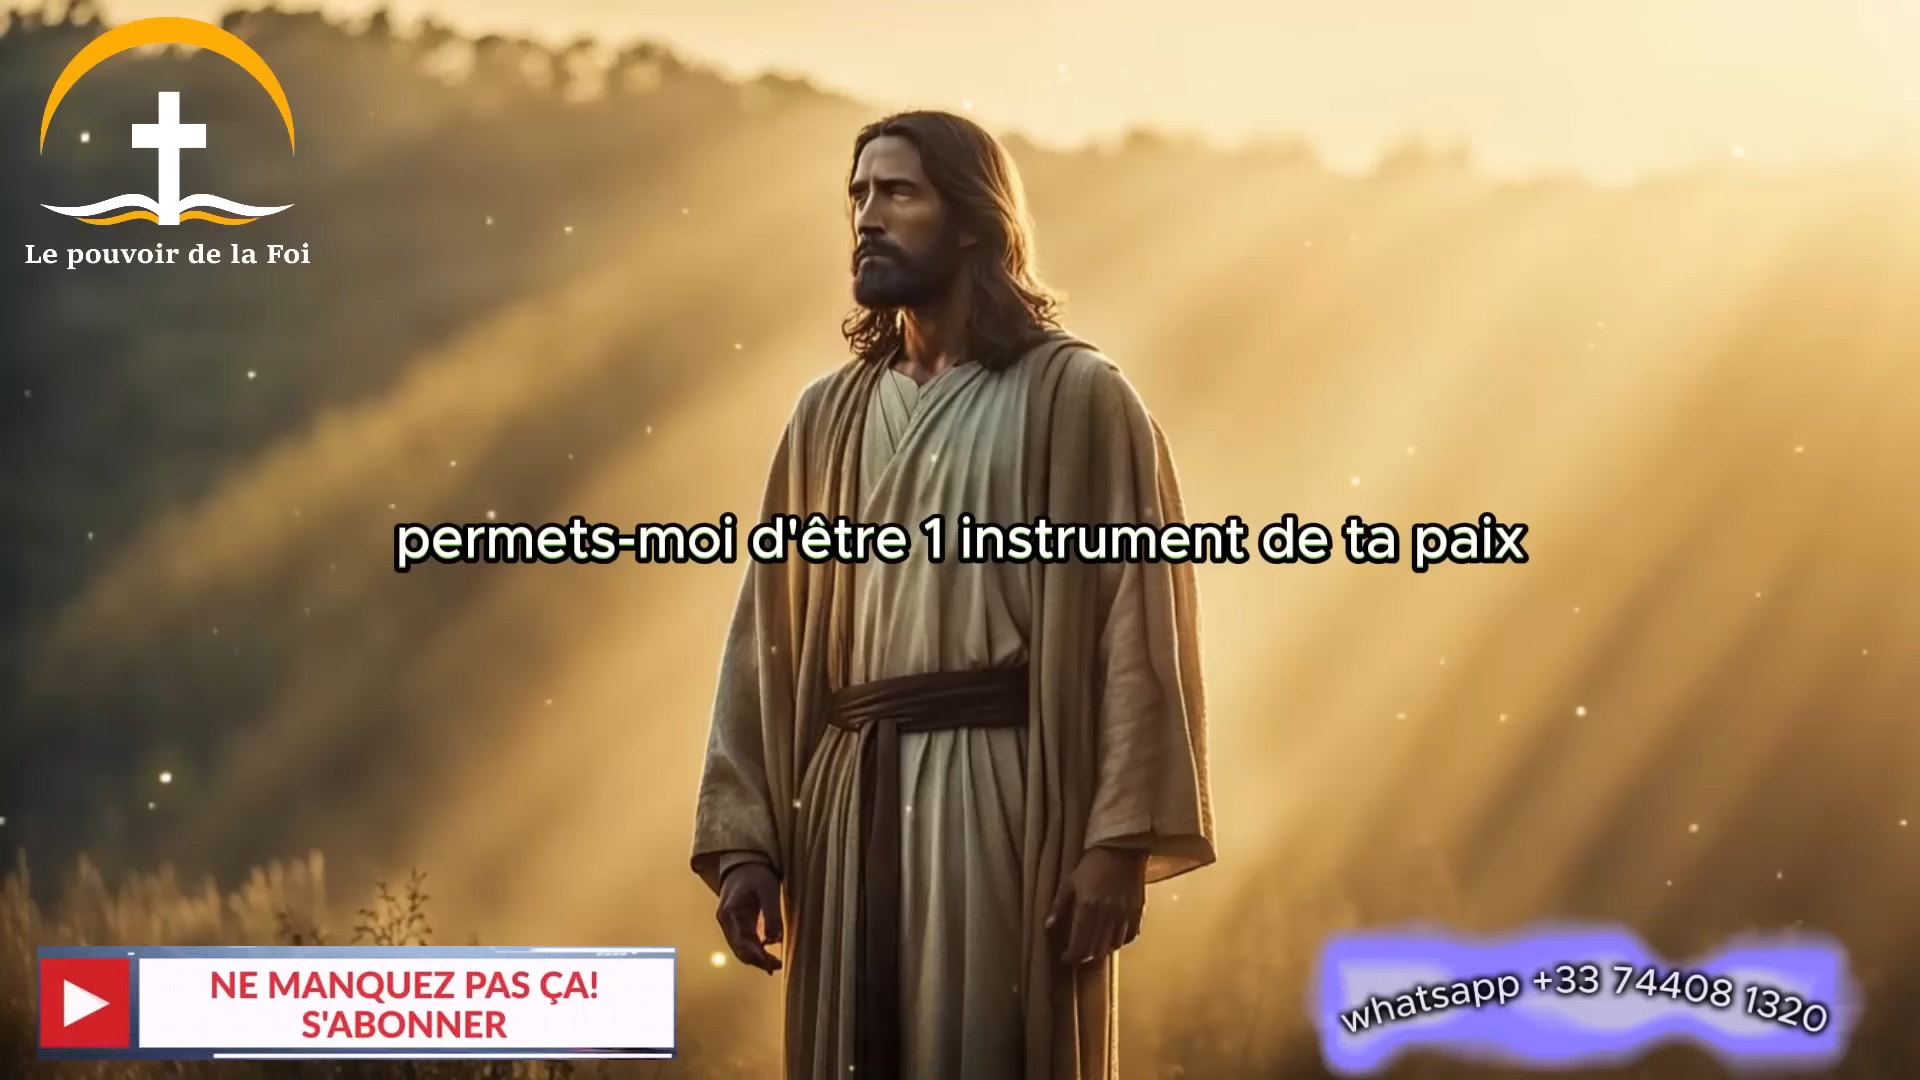 Le pouvoir de la Foi
permets-moi d'être 1 instrument de ta paix
NE MANQUEZ PAS ÇA!
S'ABONNER
whatsapp +33 74408 1320